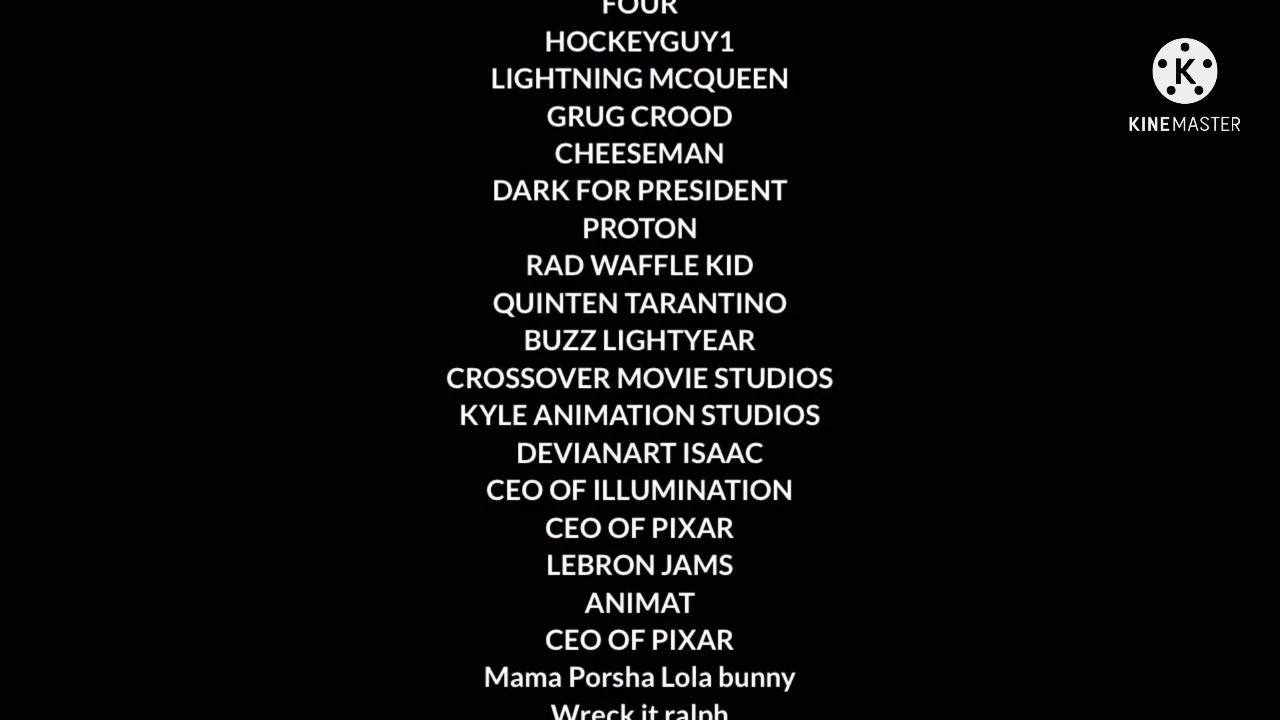 FOUR
HOCKEYGUY1
LIGHTNING MCQUEEN
GRUG CROOD
CHEESEMAN
DARK FOR PRESIDENT
PROTON
RAD WAFFLE KID
QUINTEN TARANTINO
BUZZ LIGHTYEAR
CROSSOVER MOVIE STUDIOS
KYLE ANIMATION STUDIOS
DEVIANART ISAAC
CEO OF ILLUMINATION
CEO OF PIXAR
LEBRON JAMS
ANIMAT
CEO OF PIXAR
Mama Porsha Lola bunny
Wreck it ralph
K
KINEMASTER